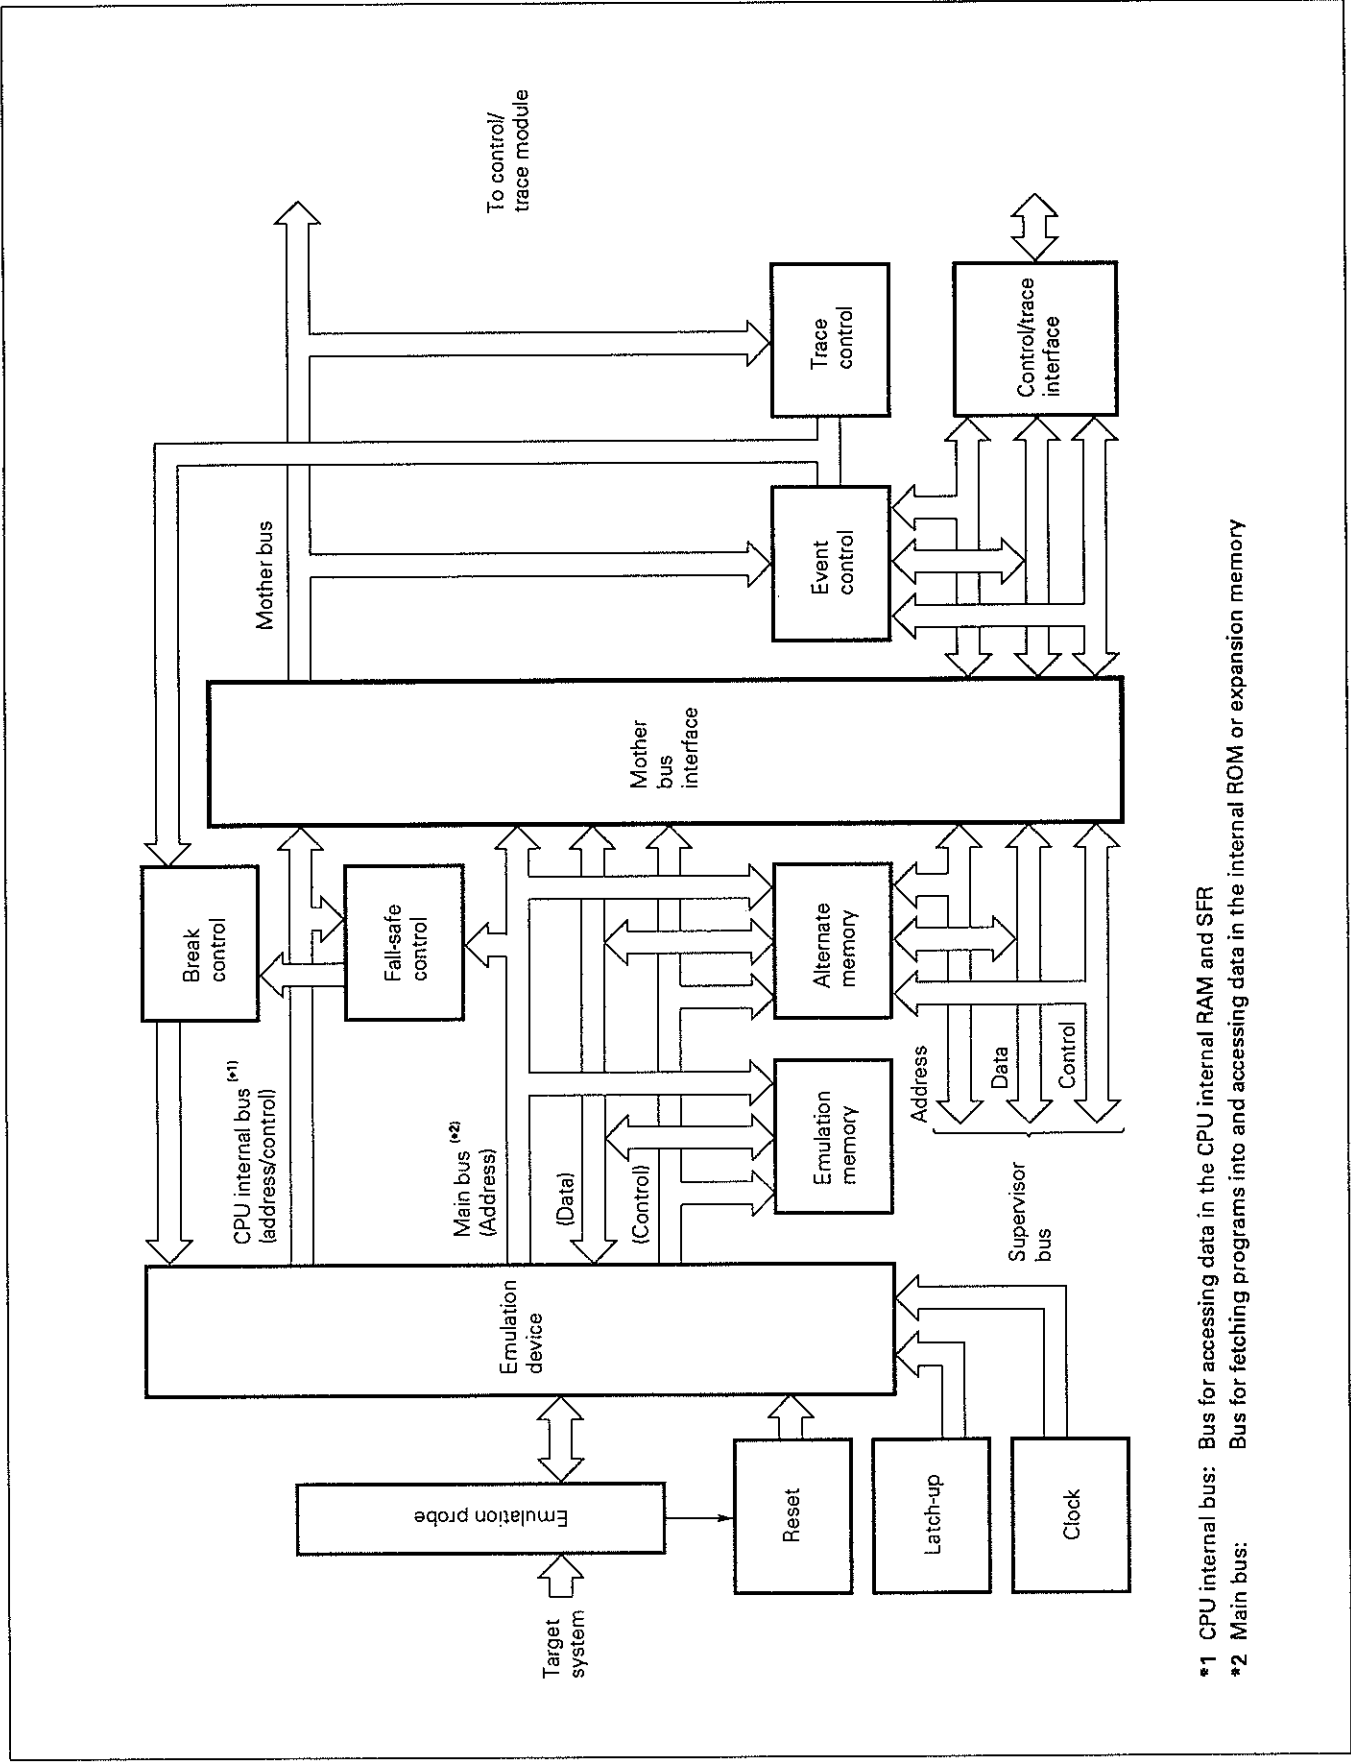 To control/
trace module
Mother bus
Trace
control
Control/trace
interface
Event
control
Mother
bus
interface
Break
control
Fall-safe
control
Alternate
memory
Emulation
memory
CPU internal bus (*1)
(address/control)
Main bus (*2)
(Address)
(Data)
(Control)
Address
Data
Control
Supervisor
bus
Emulation
device
Emulation probe
Reset
Latch-up
Clock
Target
system
*1 CPU internal bus: Bus for accessing data in the CPU internal RAM and SFR
*2 Main bus: Bus for fetching programs into and accessing data in the internal ROM or expansion memory